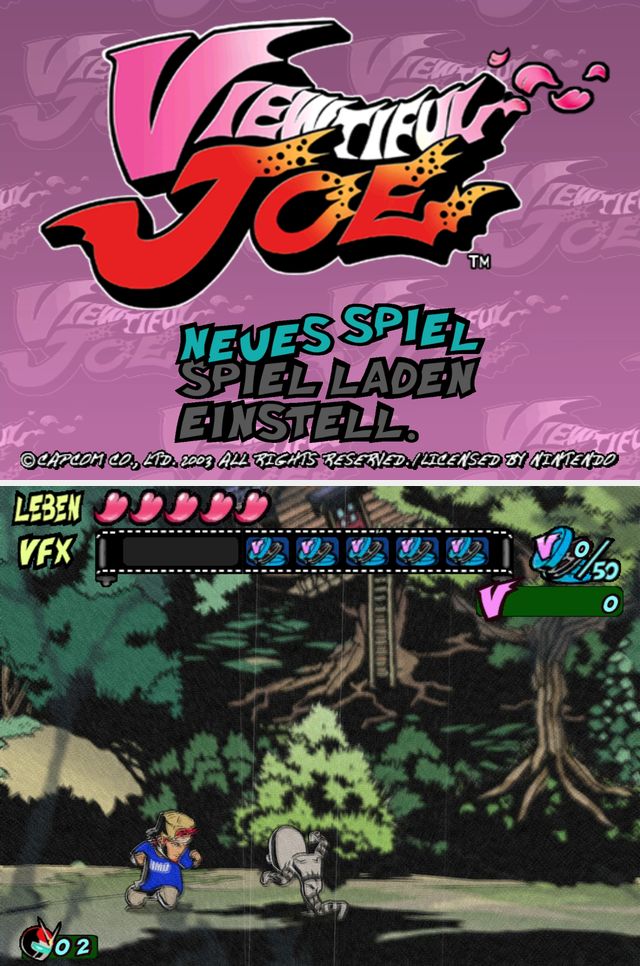 VIEWTIFUL
JOE
TM
NEUES SPIEL
SPIEL LADEN
EINSTELL.
©CAPCOM CO., LTD. 2003 ALL RIGHTS RESERVED./LICENSED BY NINTENDO
LEBEN
VFX
0/50
V 0
02